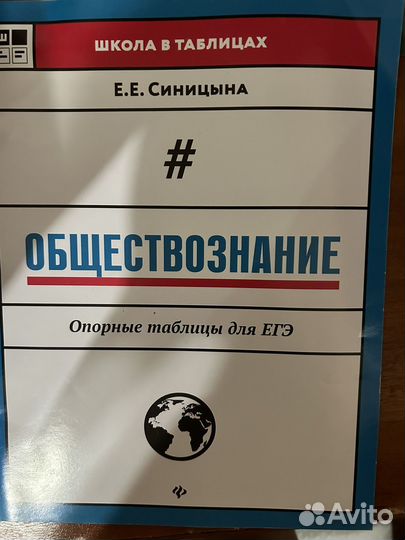 Ш
ШКОЛА В ТАБЛИЦАХ
Е.Е. Синицына
#
ОБЩЕСТВОЗНАНИЕ
Опорные таблицы для ЕГЭ
Avito